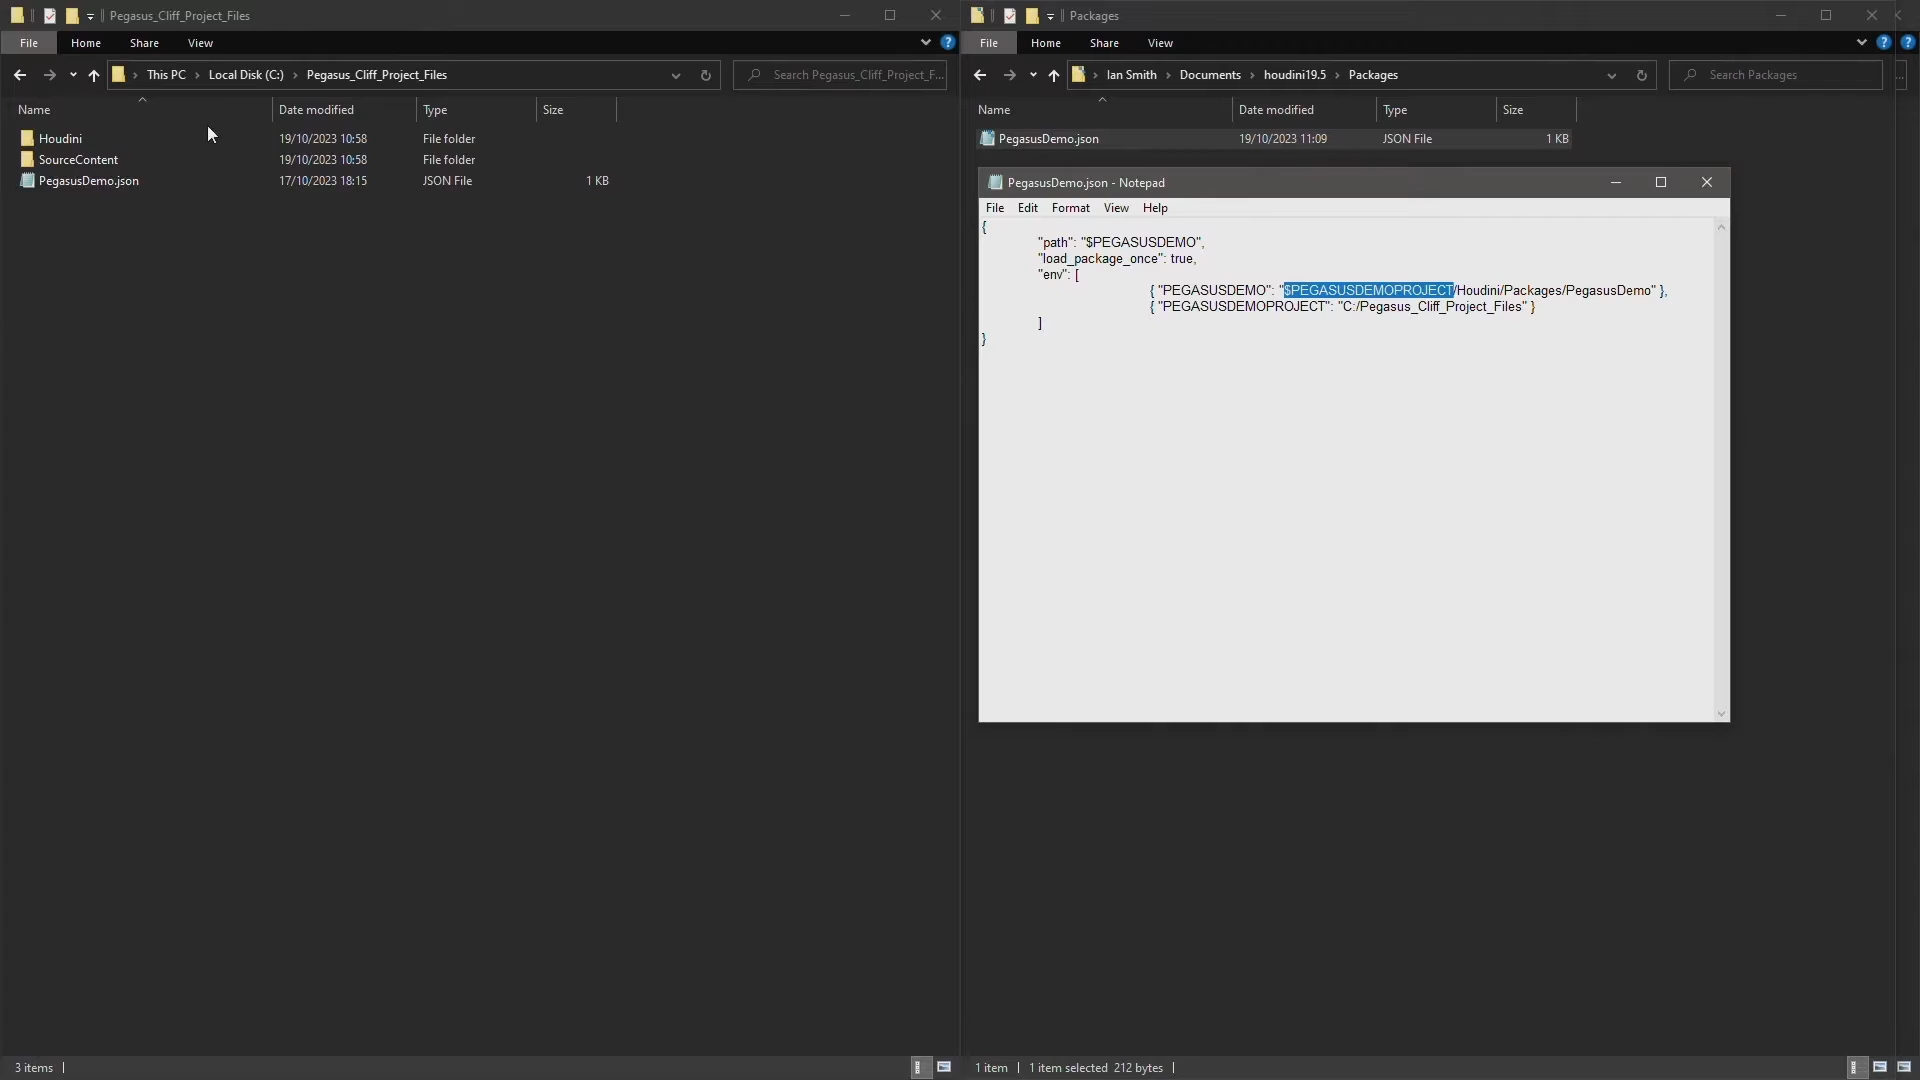 Pegasus_Cliff_Project_Files
File Home Share View
This PC Local Disk (C:) Pegasus_Cliff_Project_Files
Search Pegasus_Cliff_Project_F...
Name Date modified Type Size
Houdini 19/10/2023 10:58 File folder
SourceContent 19/10/2023 10:58 File folder
PegasusDemo.json 17/10/2023 18:15 JSON File 1 KB
3 items
Packages
File Home Share View
Ian Smith Documents houdini19.5 Packages
Search Packages
Name Date modified Type Size
PegasusDemo.json 19/10/2023 11:09 JSON File 1 KB
PegasusDemo.json - Notepad
File Edit Format View Help
{
"path": "$PEGASUSDEMO",
"load_package_once": true,
"env": [
{ "PEGASUSDEMO": "$PEGASUSDEMOPROJECT/Houdini/Packages/PegasusDemo" },
{ "PEGASUSDEMOPROJECT": "C:/Pegasus_Cliff_Project_Files" }
]
}
1 item 1 item selected 212 bytes